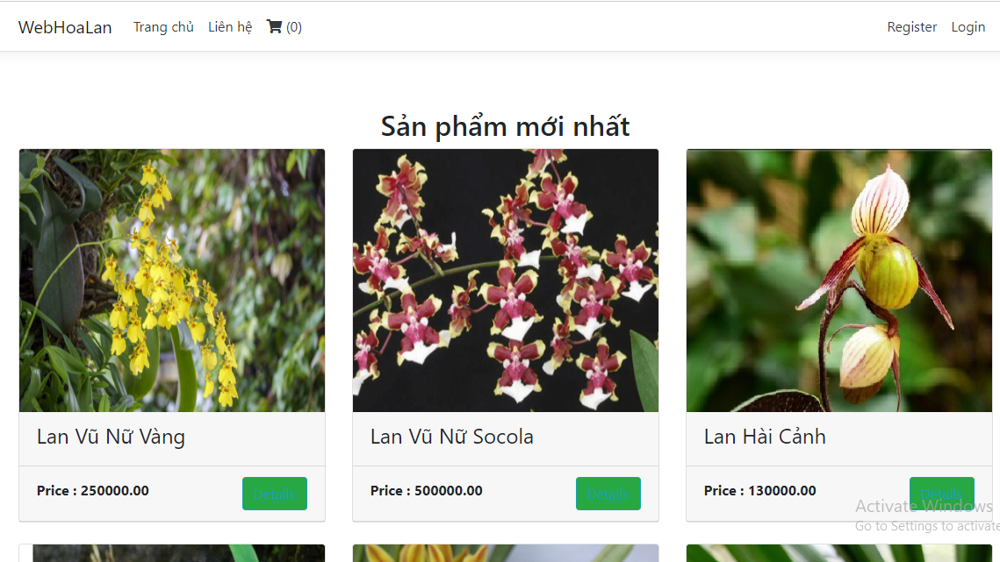 WebHoaLan Trang chủ Liên hệ (0) Register Login
Sản phẩm mới nhất
Lan Vũ Nữ Vàng
Lan Vũ Nữ Socola
Lan Hài Cảnh
Price : 250000.00 Details
Price : 500000.00 Details
Price : 130000.00 Details
Activate Windows
Go to Settings to activate